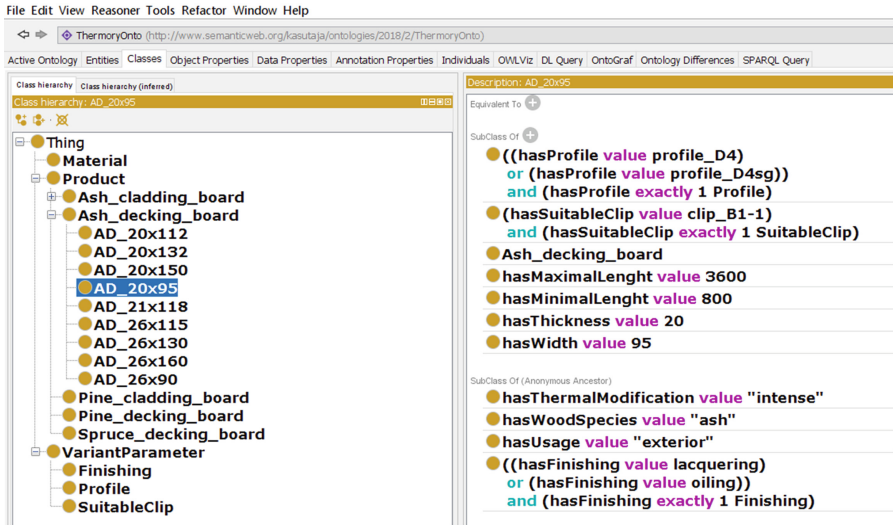 File Edit View Reasoner Tools Refactor Window Help
ThermoryOnto (http://www.semanticweb.org/kasutaja/ontologies/2018/2/ThermoryOnto)
Active Ontology Entities Classes Object Properties Data Properties Annotation Properties Individuals OWLViz DL Query OntoGraf Ontology Differences SPARQL Query
Class hierarchy Class hierarchy (inferred)
Class hierarchy: AD_20x95
Thing
Material
Product
Ash_cladding_board
Ash_decking_board
AD_20x112
AD_20x132
AD_20x150
AD_20x95
AD_21x118
AD_26x115
AD_26x130
AD_26x160
AD_26x90
Pine_cladding_board
Pine_decking_board
Spruce_decking_board
VariantParameter
Finishing
Profile
SuitableClip
Description: AD_20x95
Equivalent To
SubClass Of
((hasProfile value profile_D4)
or (hasProfile value profile_D4sg))
and (hasProfile exactly 1 Profile)
(hasSuitableClip value clip_B1-1)
and (hasSuitableClip exactly 1 SuitableClip)
Ash_decking_board
hasMaximalLenght value 3600
hasMinimalLenght value 800
hasThickness value 20
hasWidth value 95
SubClass Of (Anonymous Ancestor)
hasThermalModification value "intense"
hasWoodSpecies value "ash"
hasUsage value "exterior"
((hasFinishing value lacquering)
or (hasFinishing value oiling))
and (hasFinishing exactly 1 Finishing)